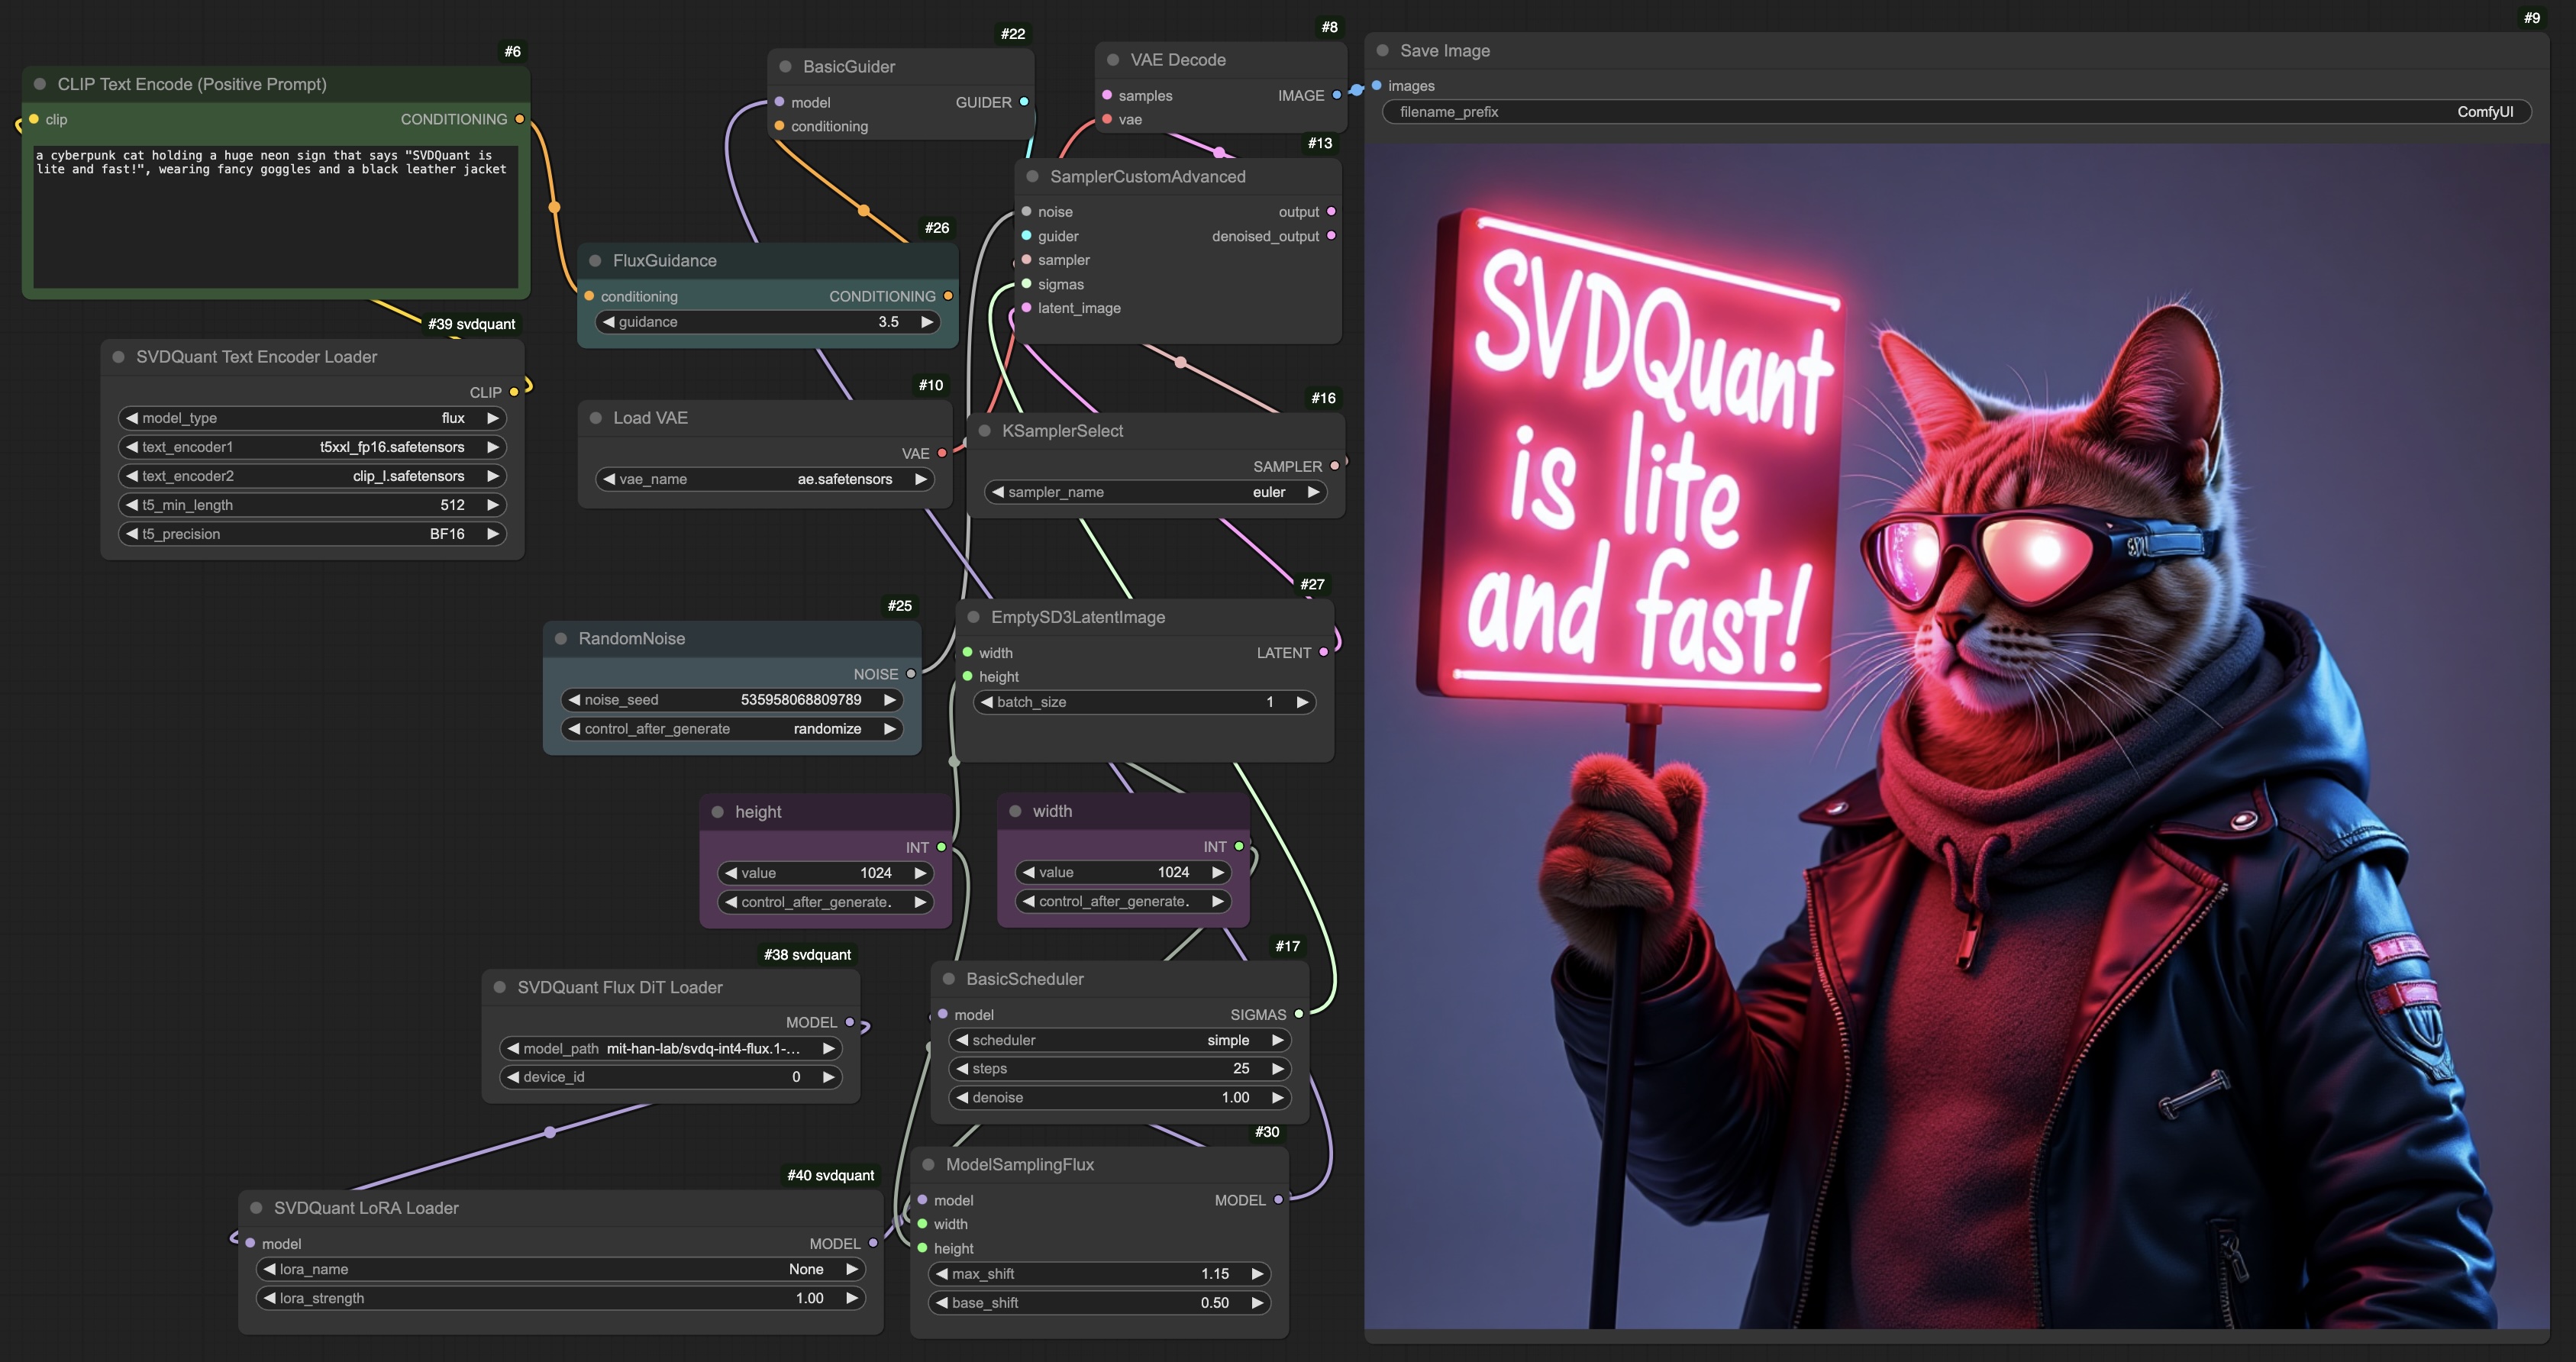 #6
CLIP Text Encode (Positive Prompt)
clip
CONDITIONING
a cyberpunk cat holding a huge neon sign that says "SVDQuant is
lite and fast!", wearing fancy goggles and a black leather jacket
#39 svdquant
SVDQuant Text Encoder Loader
CLIP
model_type flux
text_encoder1 t5xxl_fp16.safetensors
text_encoder2 clip_l.safetensors
t5_min_length 512
t5_precision BF16
#22
BasicGuider
model GUIDER
conditioning
#26
FluxGuidance
conditioning CONDITIONING
guidance 3.5
#10
Load VAE
VAE
vae_name ae.safetensors
#25
RandomNoise
NOISE
noise_seed 535958068809789
control_after_generate randomize
height
INT
value 1024
control_after_generate.
#38 svdquant
SVDQuant Flux DiT Loader
MODEL
model_path mit-han-lab/svdq-int4-flux.1-...
device_id 0
#40 svdquant
SVDQuant LoRA Loader
model MODEL
lora_name None
lora_strength 1.00
#8
VAE Decode
samples IMAGE
vae
#13
SamplerCustomAdvanced
noise output
guider denoised_output
sampler
sigmas
latent_image
#16
KSamplerSelect
SAMPLER
sampler_name euler
#27
EmptySD3LatentImage
width LATENT
height
batch_size 1
width
INT
value 1024
control_after_generate.
#17
BasicScheduler
model SIGMAS
scheduler simple
steps 25
denoise 1.00
#30
ModelSamplingFlux
model MODEL
width
height
max_shift 1.15
base_shift 0.50
#9
Save Image
images
filename_prefix ComfyUI
SVDQuant
is lite
and fast!